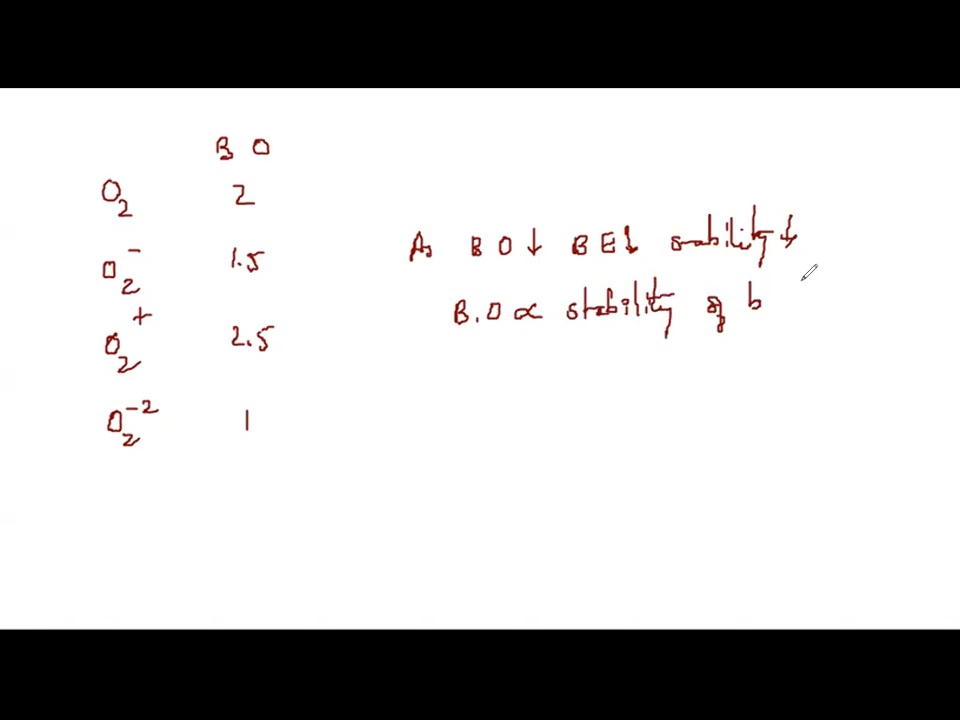 B O
O₂ 2
O₂⁻ 1.5
O₂⁺ 2.5
O₂⁻² 1
As B O ↓ B E ↓ stability ↓
B.O ∝ stability of b